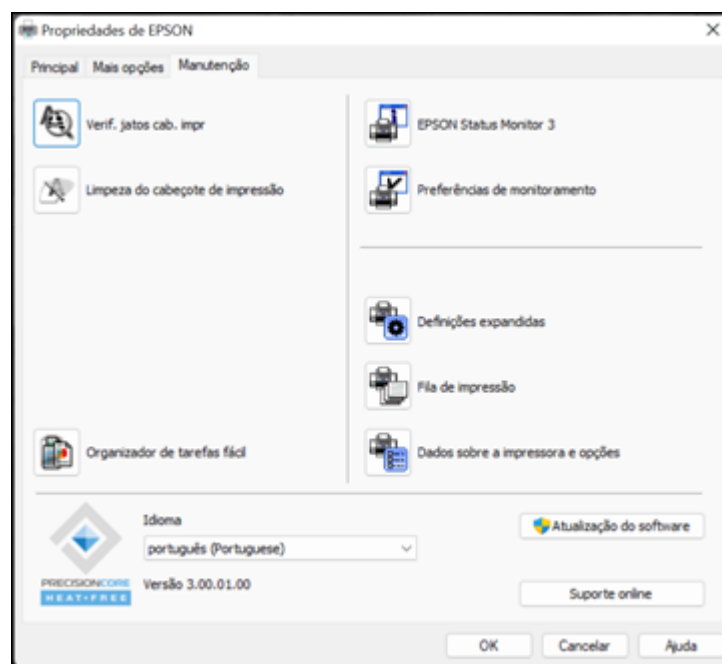 Propriedades de EPSON
Principal
Mais opções
Manutenção
Verif. jatos cab. impr
Limpeza do cabeçote de impressão
Organizador de tarefas fácil
EPSON Status Monitor 3
Preferências de monitoramento
Definições expandidas
Fila de impressão
Dados sobre a impressora e opções
PRECISIONCORE
HEAT-FREE
Idioma
português (Portuguese)
Versão 3.00.01.00
Atualização do software
Suporte online
OK
Cancelar
Ajuda